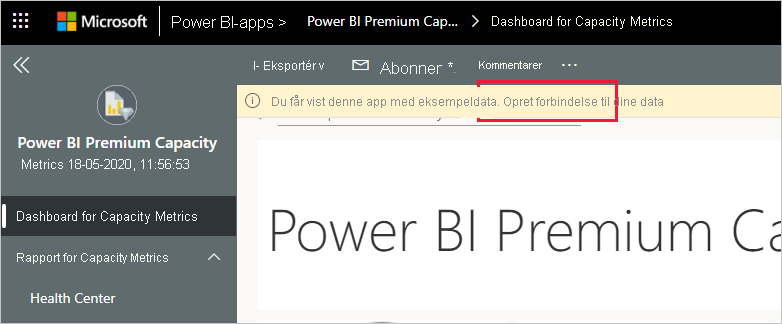 Microsoft Power BI-apps > Power BI Premium Cap... > Dashboard for Capacity Metrics
I- Eksportér v Abonner *. Kommentarer ...
Du får vist denne app med eksempeldata. Opret forbindelse til dine data
Power BI Premium Capacity
Metrics 18-05-2020, 11:56:53
Power BI Premium Ca
Dashboard for Capacity Metrics
Rapport for Capacity Metrics
Health Center